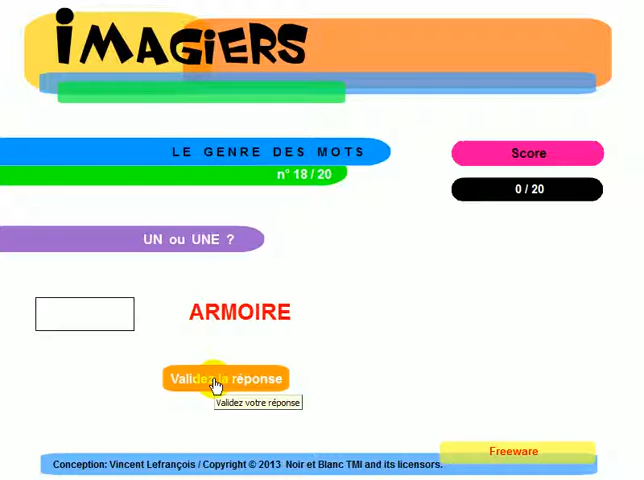 iMAGiERS
LE GENRE DES MOTS
n° 18 / 20
Score
0 / 20
UN ou UNE ?
ARMOIRE
Validez la réponse
Validez votre réponse
Freeware
Conception: Vincent Lefrançois / Copyright © 2013 Noir et Blanc TMI and its licensors.